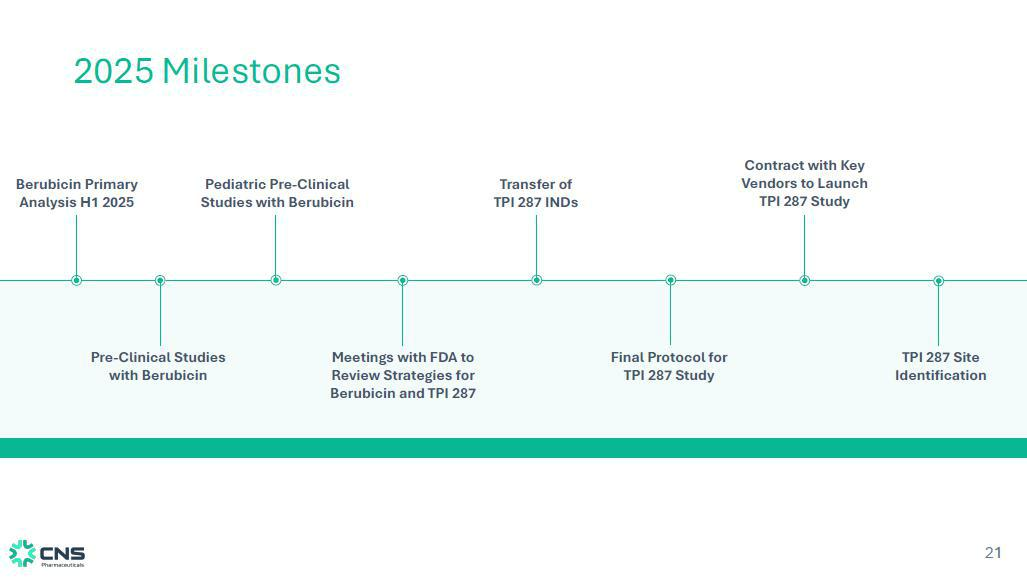 2025 Milestones
Berubicin Primary
Analysis H1 2025
Pediatric Pre-Clinical
Studies with Berubicin
Transfer of
TPI 287 INDs
Contract with Key
Vendors to Launch
TPI 287 Study
Pre-Clinical Studies
with Berubicin
Meetings with FDA to
Review Strategies for
Berubicin and TPI 287
Final Protocol for
TPI 287 Study
TPI 287 Site
Identification
CNS
Pharmaceuticals
21